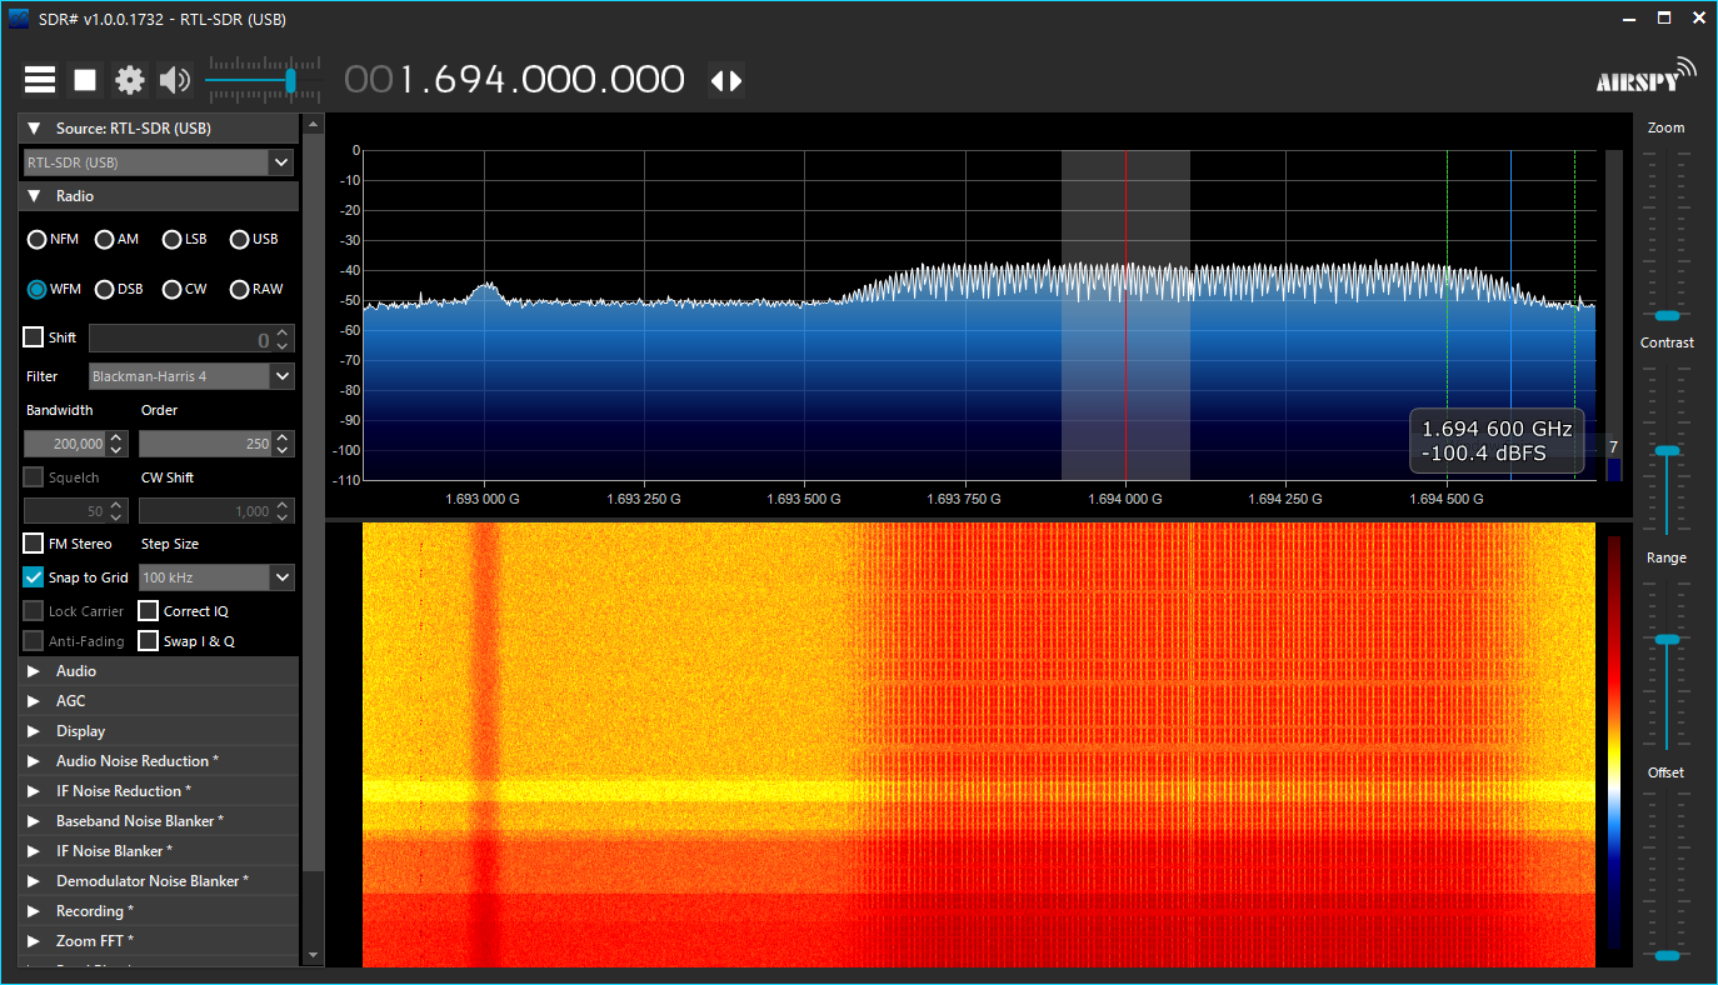 SDR# v1.0.0.1732 - RTL-SDR (USB)
001.694.000.000
AIRSPY
Source: RTL-SDR (USB)
RTL-SDR (USB)
Radio
NFM AM LSB USB
WFM DSB CW RAW
Shift 0
Filter Blackman-Harris 4
Bandwidth Order
200,000 250
Squelch CW Shift
50 1,000
FM Stereo Step Size
Snap to Grid 100 kHz
Lock Carrier Correct IQ
Anti-Fading Swap I & Q
Audio
AGC
Display
Audio Noise Reduction *
IF Noise Reduction *
Baseband Noise Blanker *
IF Noise Blanker *
Demodulator Noise Blanker *
Recording *
Zoom FFT *
0
-10
-20
-30
-40
-50
-60
-70
-80
-90
-100
-110
1.693 000 G 1.693 250 G 1.693 500 G 1.693 750 G 1.694 000 G 1.694 250 G 1.694 500 G
1.694 600 GHz
-100.4 dBFS
7
Zoom
Contrast
Range
Offset